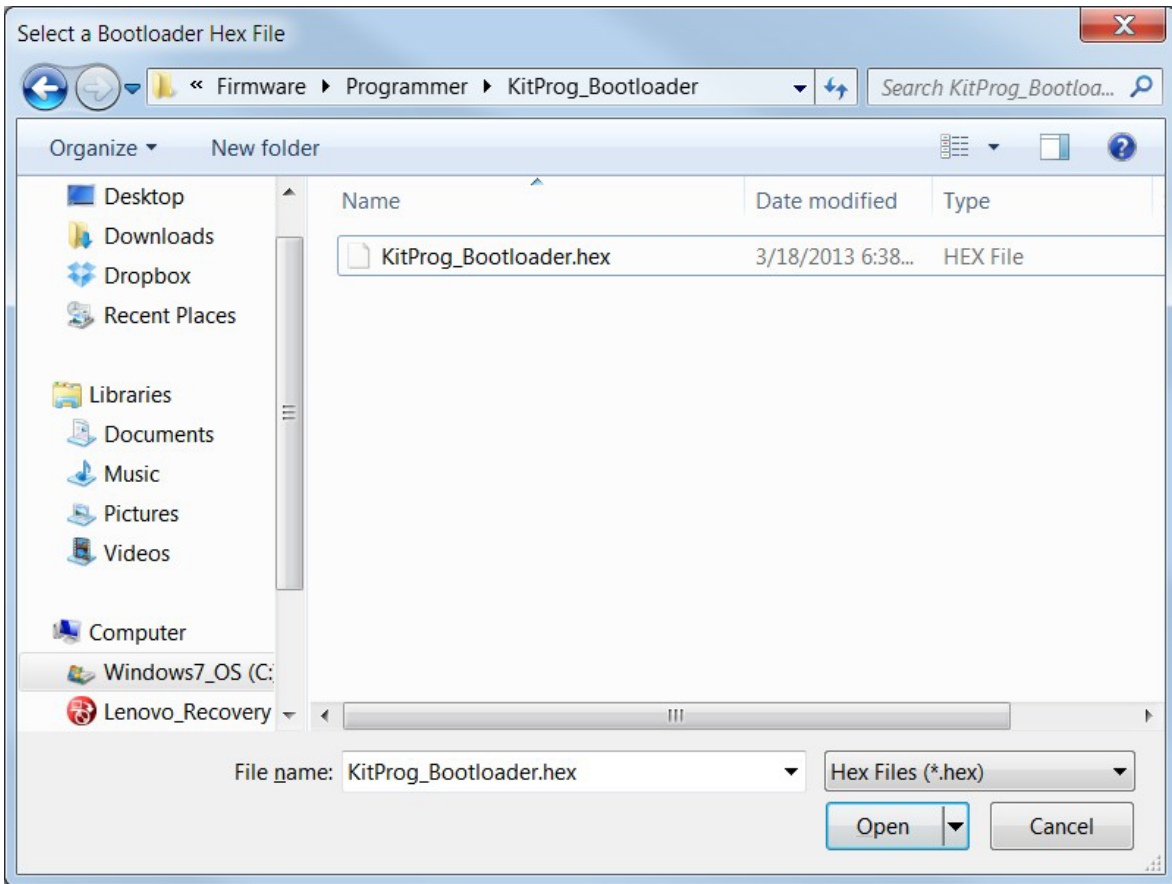 Select a Bootloader Hex File
« Firmware Programmer KitProg_Bootloader
Search KitProg_Bootloa...
Organize New folder
Name Date modified Type
KitProg_Bootloader.hex 3/18/2013 6:38... HEX File
Desktop
Downloads
Dropbox
Recent Places
Libraries
Documents
Music
Pictures
Videos
Computer
Windows7_OS (C:
Lenovo_Recovery
File name: KitProg_Bootloader.hex Hex Files (*.hex)
Open Cancel